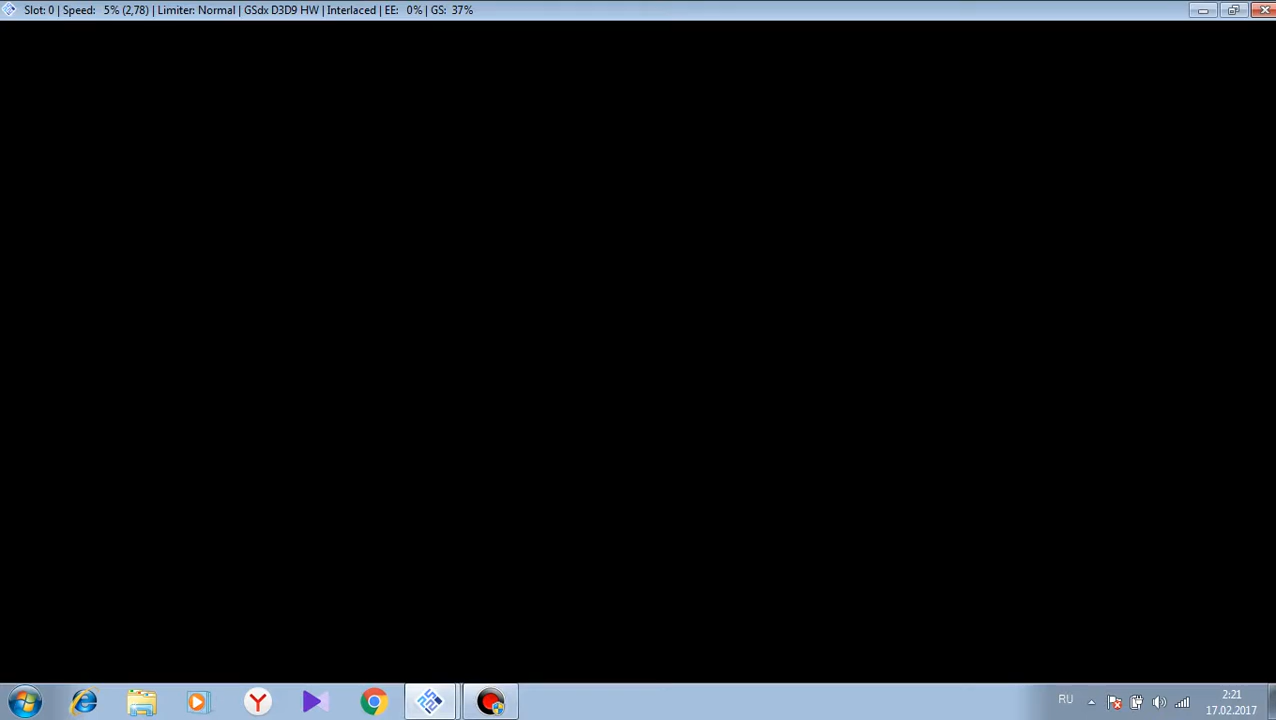 Slot: 0 | Speed: 5% (2,78) | Limiter: Normal | GSdx D3D9 HW | Interlaced | EE: 0% | GS: 37%
RU
2:21
17.02.2017